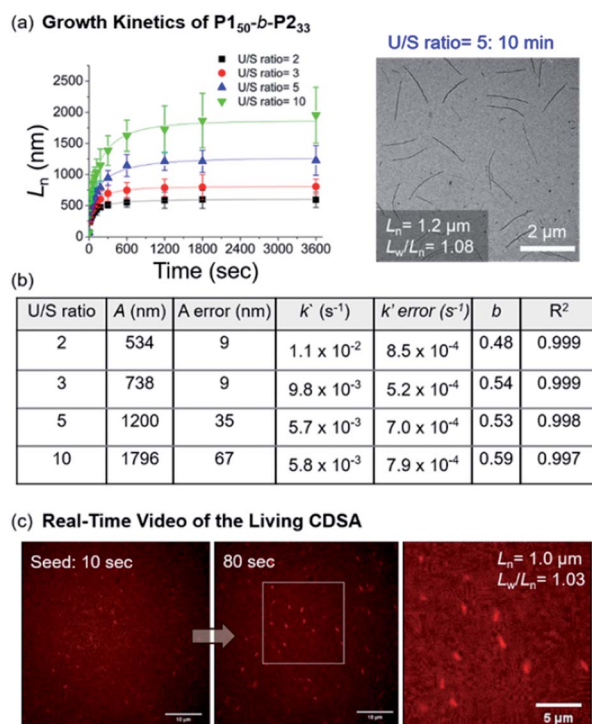 (a) Growth Kinetics of P1₅₀-b-P2₃₃
U/S ratio= 2
U/S ratio= 3
U/S ratio= 5
U/S ratio= 10
2500
2000
1500
1000
500
0
Lₙ (nm)
0 600 1200 1800 2400 3000 3600
Time (sec)
U/S ratio= 5: 10 min
Lₙ = 1.2 µm
L_w/Lₙ = 1.08
2 µm
(b)
U/S ratio A (nm) A error (nm) k` (s⁻¹) k' error (s⁻¹) b R²
2 534 9 1.1 x 10⁻² 8.5 x 10⁻⁴ 0.48 0.999
3 738 9 9.8 x 10⁻³ 5.2 x 10⁻⁴ 0.54 0.999
5 1200 35 5.7 x 10⁻³ 7.0 x 10⁻⁴ 0.53 0.998
10 1796 67 5.8 x 10⁻³ 7.9 x 10⁻⁴ 0.59 0.997
(c) Real-Time Video of the Living CDSA
Seed: 10 sec
10 µm
80 sec
10 µm
Lₙ = 1.0 µm
L_w/Lₙ = 1.03
5 µm